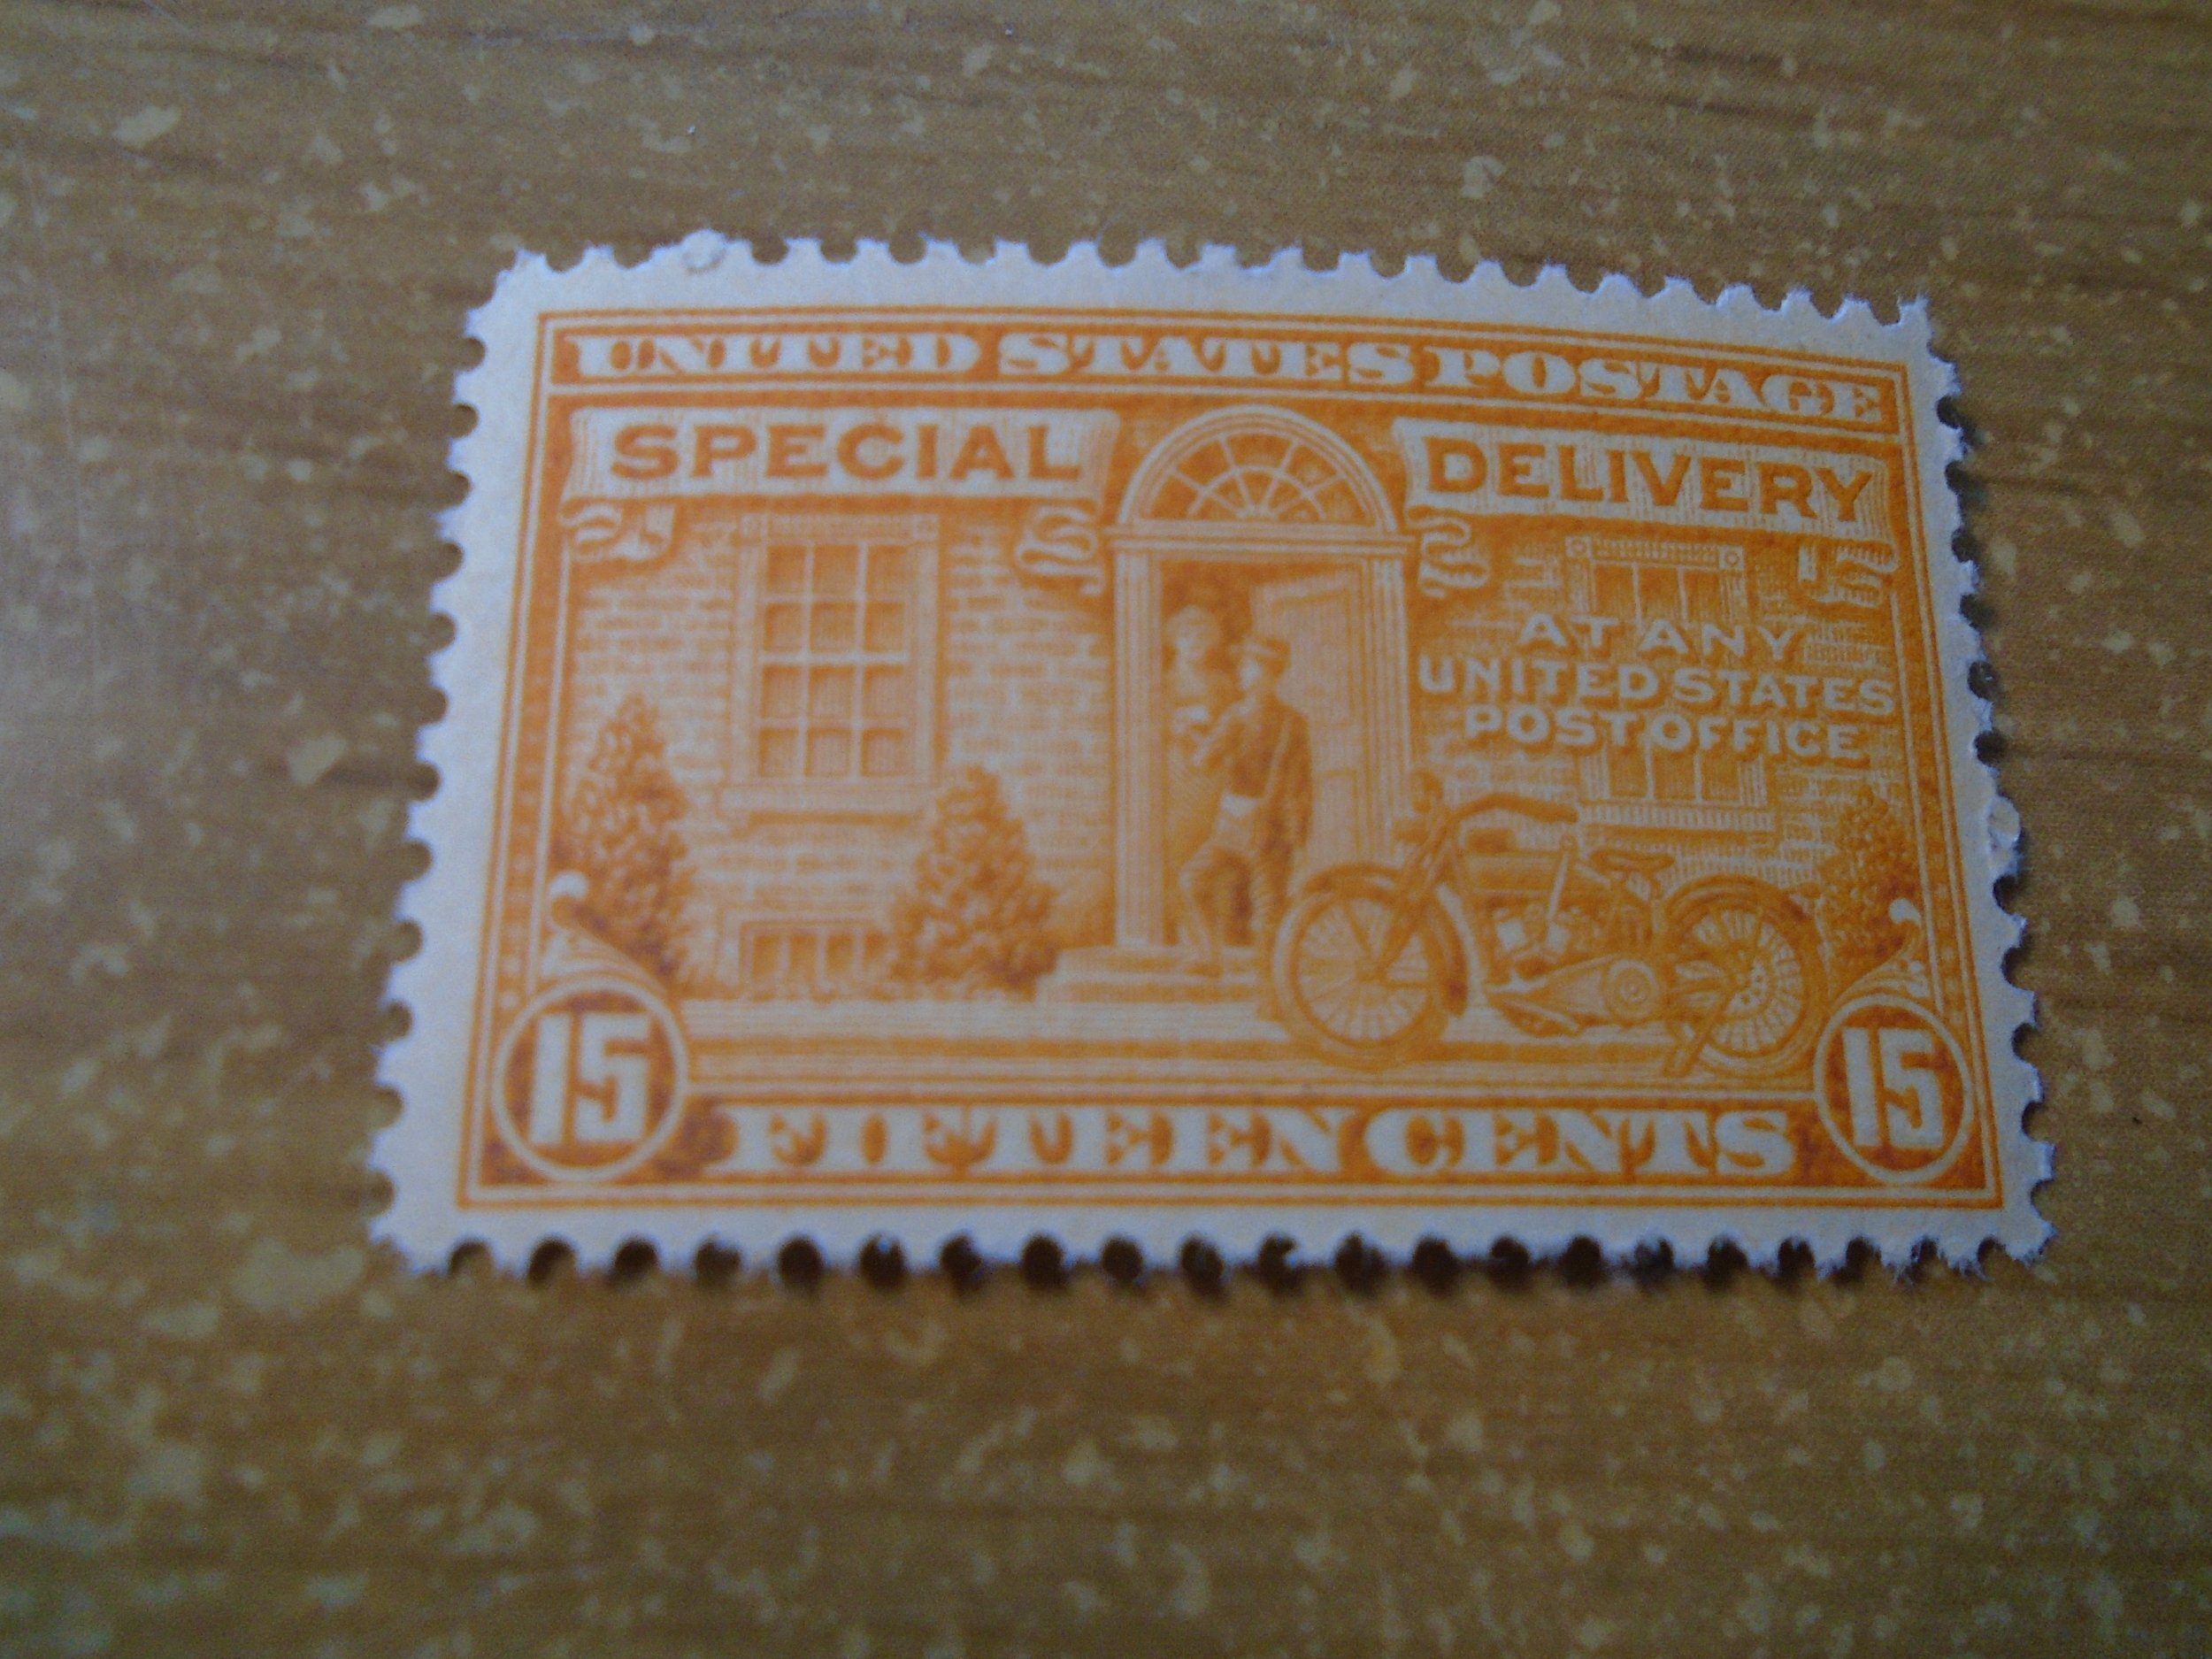 UNITED STATES POSTAGE
SPECIAL DELIVERY
AT ANY
UNITED STATES
POST OFFICE
15 FIFTEEN CENTS 15